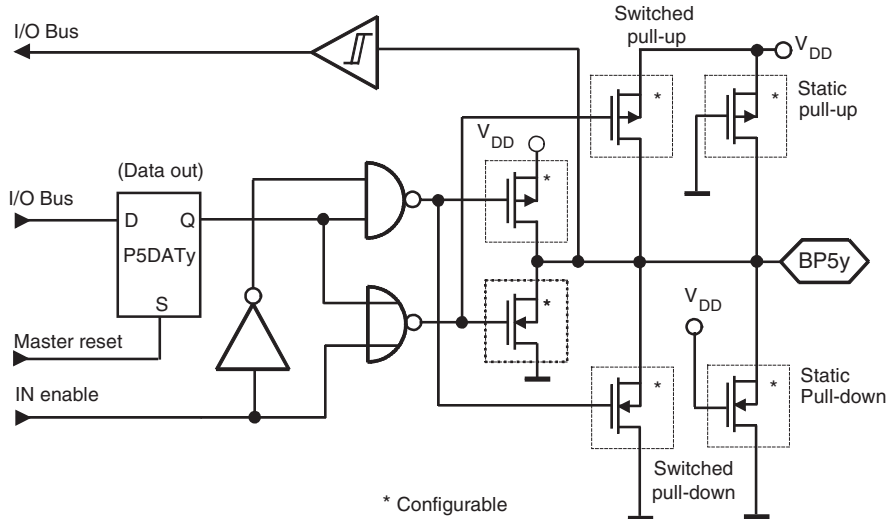 I/O Bus
Switched
pull-up
VDD
*
*
Static
pull-up
VDD
*
(Data out)
I/O Bus
D
Q
P5DATy
S
BP5y
*
VDD
Master reset
IN enable
*
*
Static
Pull-down
Switched
pull-down
* Configurable